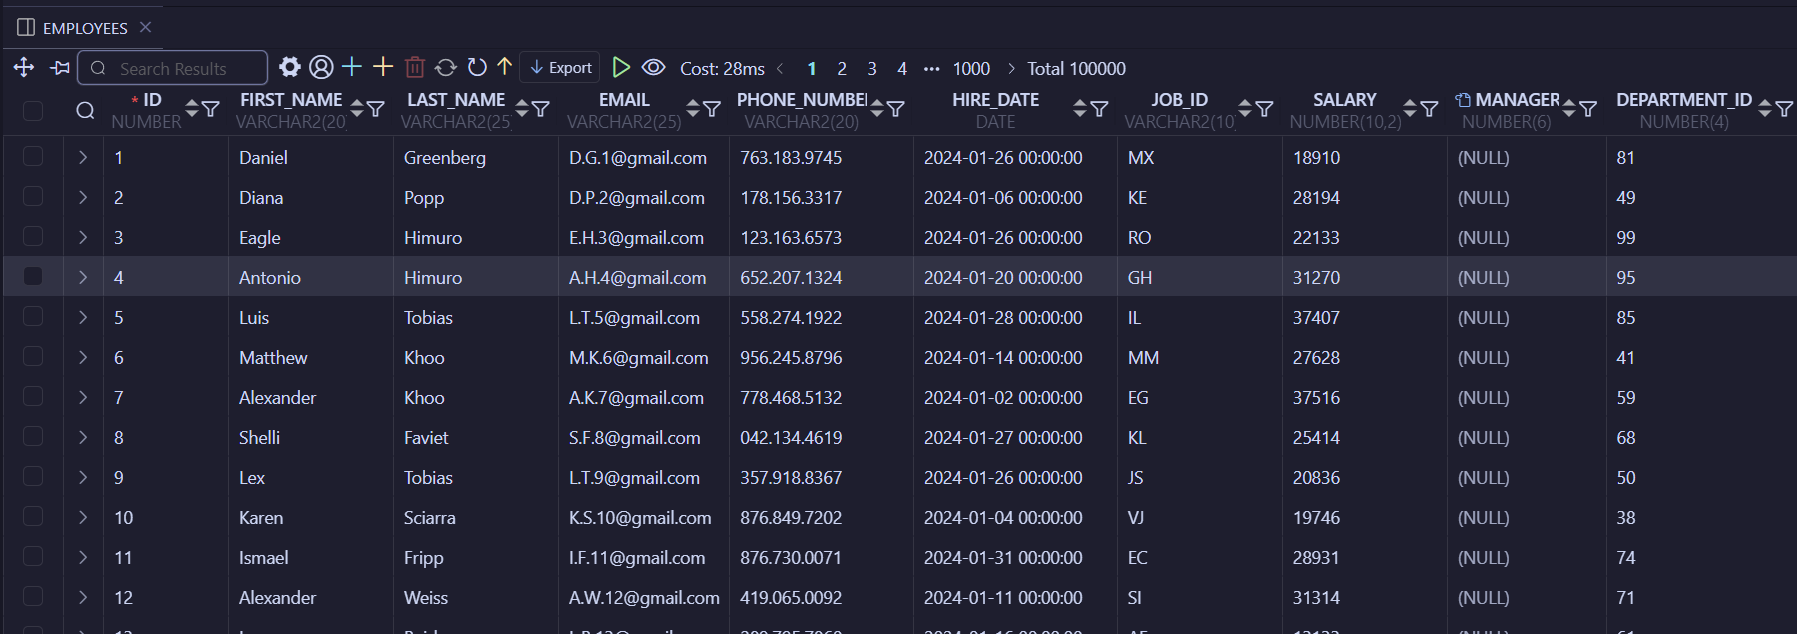 EMPLOYEES
Search Results Export Cost: 28ms 1 2 3 4 ••• 1000 Total 100000
* ID FIRST_NAME LAST_NAME EMAIL PHONE_NUMBE HIRE_DATE JOB_ID SALARY MANAGER DEPARTMENT_ID
NUMBER VARCHAR2(20) VARCHAR2(25) VARCHAR2(25) VARCHAR2(20) DATE VARCHAR2(10) NUMBER(10,2) NUMBER(6) NUMBER(4)
1 Daniel Greenberg D.G.1@gmail.com 763.183.9745 2024-01-26 00:00:00 MX 18910 (NULL) 81
2 Diana Popp D.P.2@gmail.com 178.156.3317 2024-01-06 00:00:00 KE 28194 (NULL) 49
3 Eagle Himuro E.H.3@gmail.com 123.163.6573 2024-01-26 00:00:00 RO 22133 (NULL) 99
4 Antonio Himuro A.H.4@gmail.com 652.207.1324 2024-01-20 00:00:00 GH 31270 (NULL) 95
5 Luis Tobias L.T.5@gmail.com 558.274.1922 2024-01-28 00:00:00 IL 37407 (NULL) 85
6 Matthew Khoo M.K.6@gmail.com 956.245.8796 2024-01-14 00:00:00 MM 27628 (NULL) 41
7 Alexander Khoo A.K.7@gmail.com 778.468.5132 2024-01-02 00:00:00 EG 37516 (NULL) 59
8 Shelli Faviet S.F.8@gmail.com 042.134.4619 2024-01-27 00:00:00 KL 25414 (NULL) 68
9 Lex Tobias L.T.9@gmail.com 357.918.8367 2024-01-26 00:00:00 JS 20836 (NULL) 50
10 Karen Sciarra K.S.10@gmail.com 876.849.7202 2024-01-04 00:00:00 VJ 19746 (NULL) 38
11 Ismael Fripp I.F.11@gmail.com 876.730.0071 2024-01-31 00:00:00 EC 28931 (NULL) 74
12 Alexander Weiss A.W.12@gmail.com 419.065.0092 2024-01-11 00:00:00 SI 31314 (NULL) 71